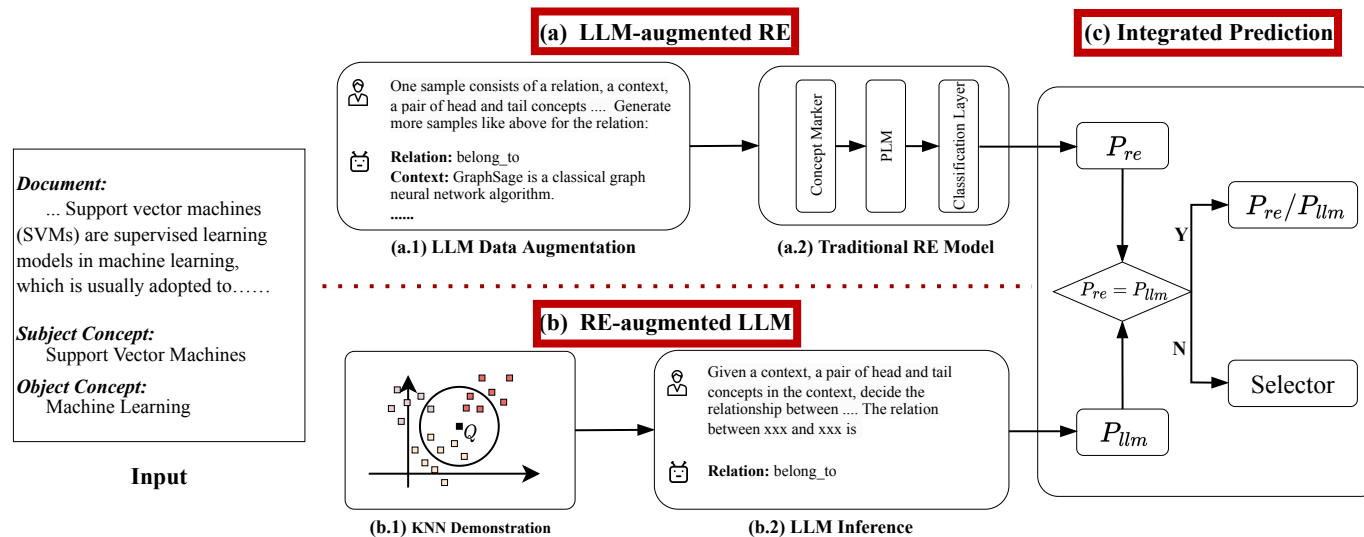 Document:
... Support vector machines
(SVMs) are supervised learning
models in machine learning,
which is usually adopted to……
Subject Concept:
Support Vector Machines
Object Concept:
Machine Learning
Input
(a) LLM-augmented RE
One sample consists of a relation, a context,
a pair of head and tail concepts .... Generate
more samples like above for the relation:
Relation: belong_to
Context: GraphSage is a classical graph
neural network algorithm.
......
(a.1) LLM Data Augmentation
Concept Marker
PLM
Classification Layer
(a.2) Traditional RE Model
(b) RE-augmented LLM
Q
(b.1) KNN Demonstration
Given a context, a pair of head and tail
concepts in the context, decide the
relationship between .... The relation
between xxx and xxx is
Relation: belong_to
(b.2) LLM Inference
(c) Integrated Prediction
P_re
P_re = P_llm
P_llm
Y
P_re/P_llm
N
Selector